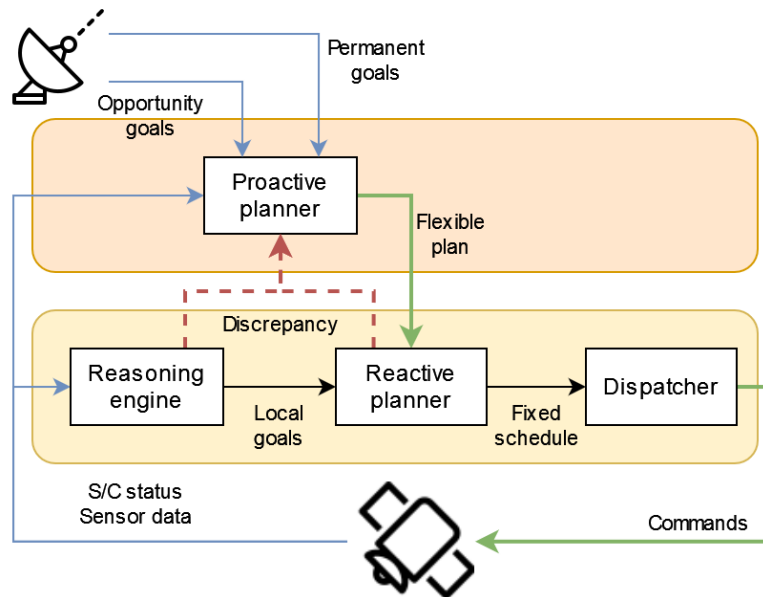 Permanent
goals
Opportunity
goals
Proactive
planner
Flexible
plan
Discrepancy
Reasoning
engine
Local
goals
Reactive
planner
Fixed
schedule
Dispatcher
S/C status
Sensor data
Commands